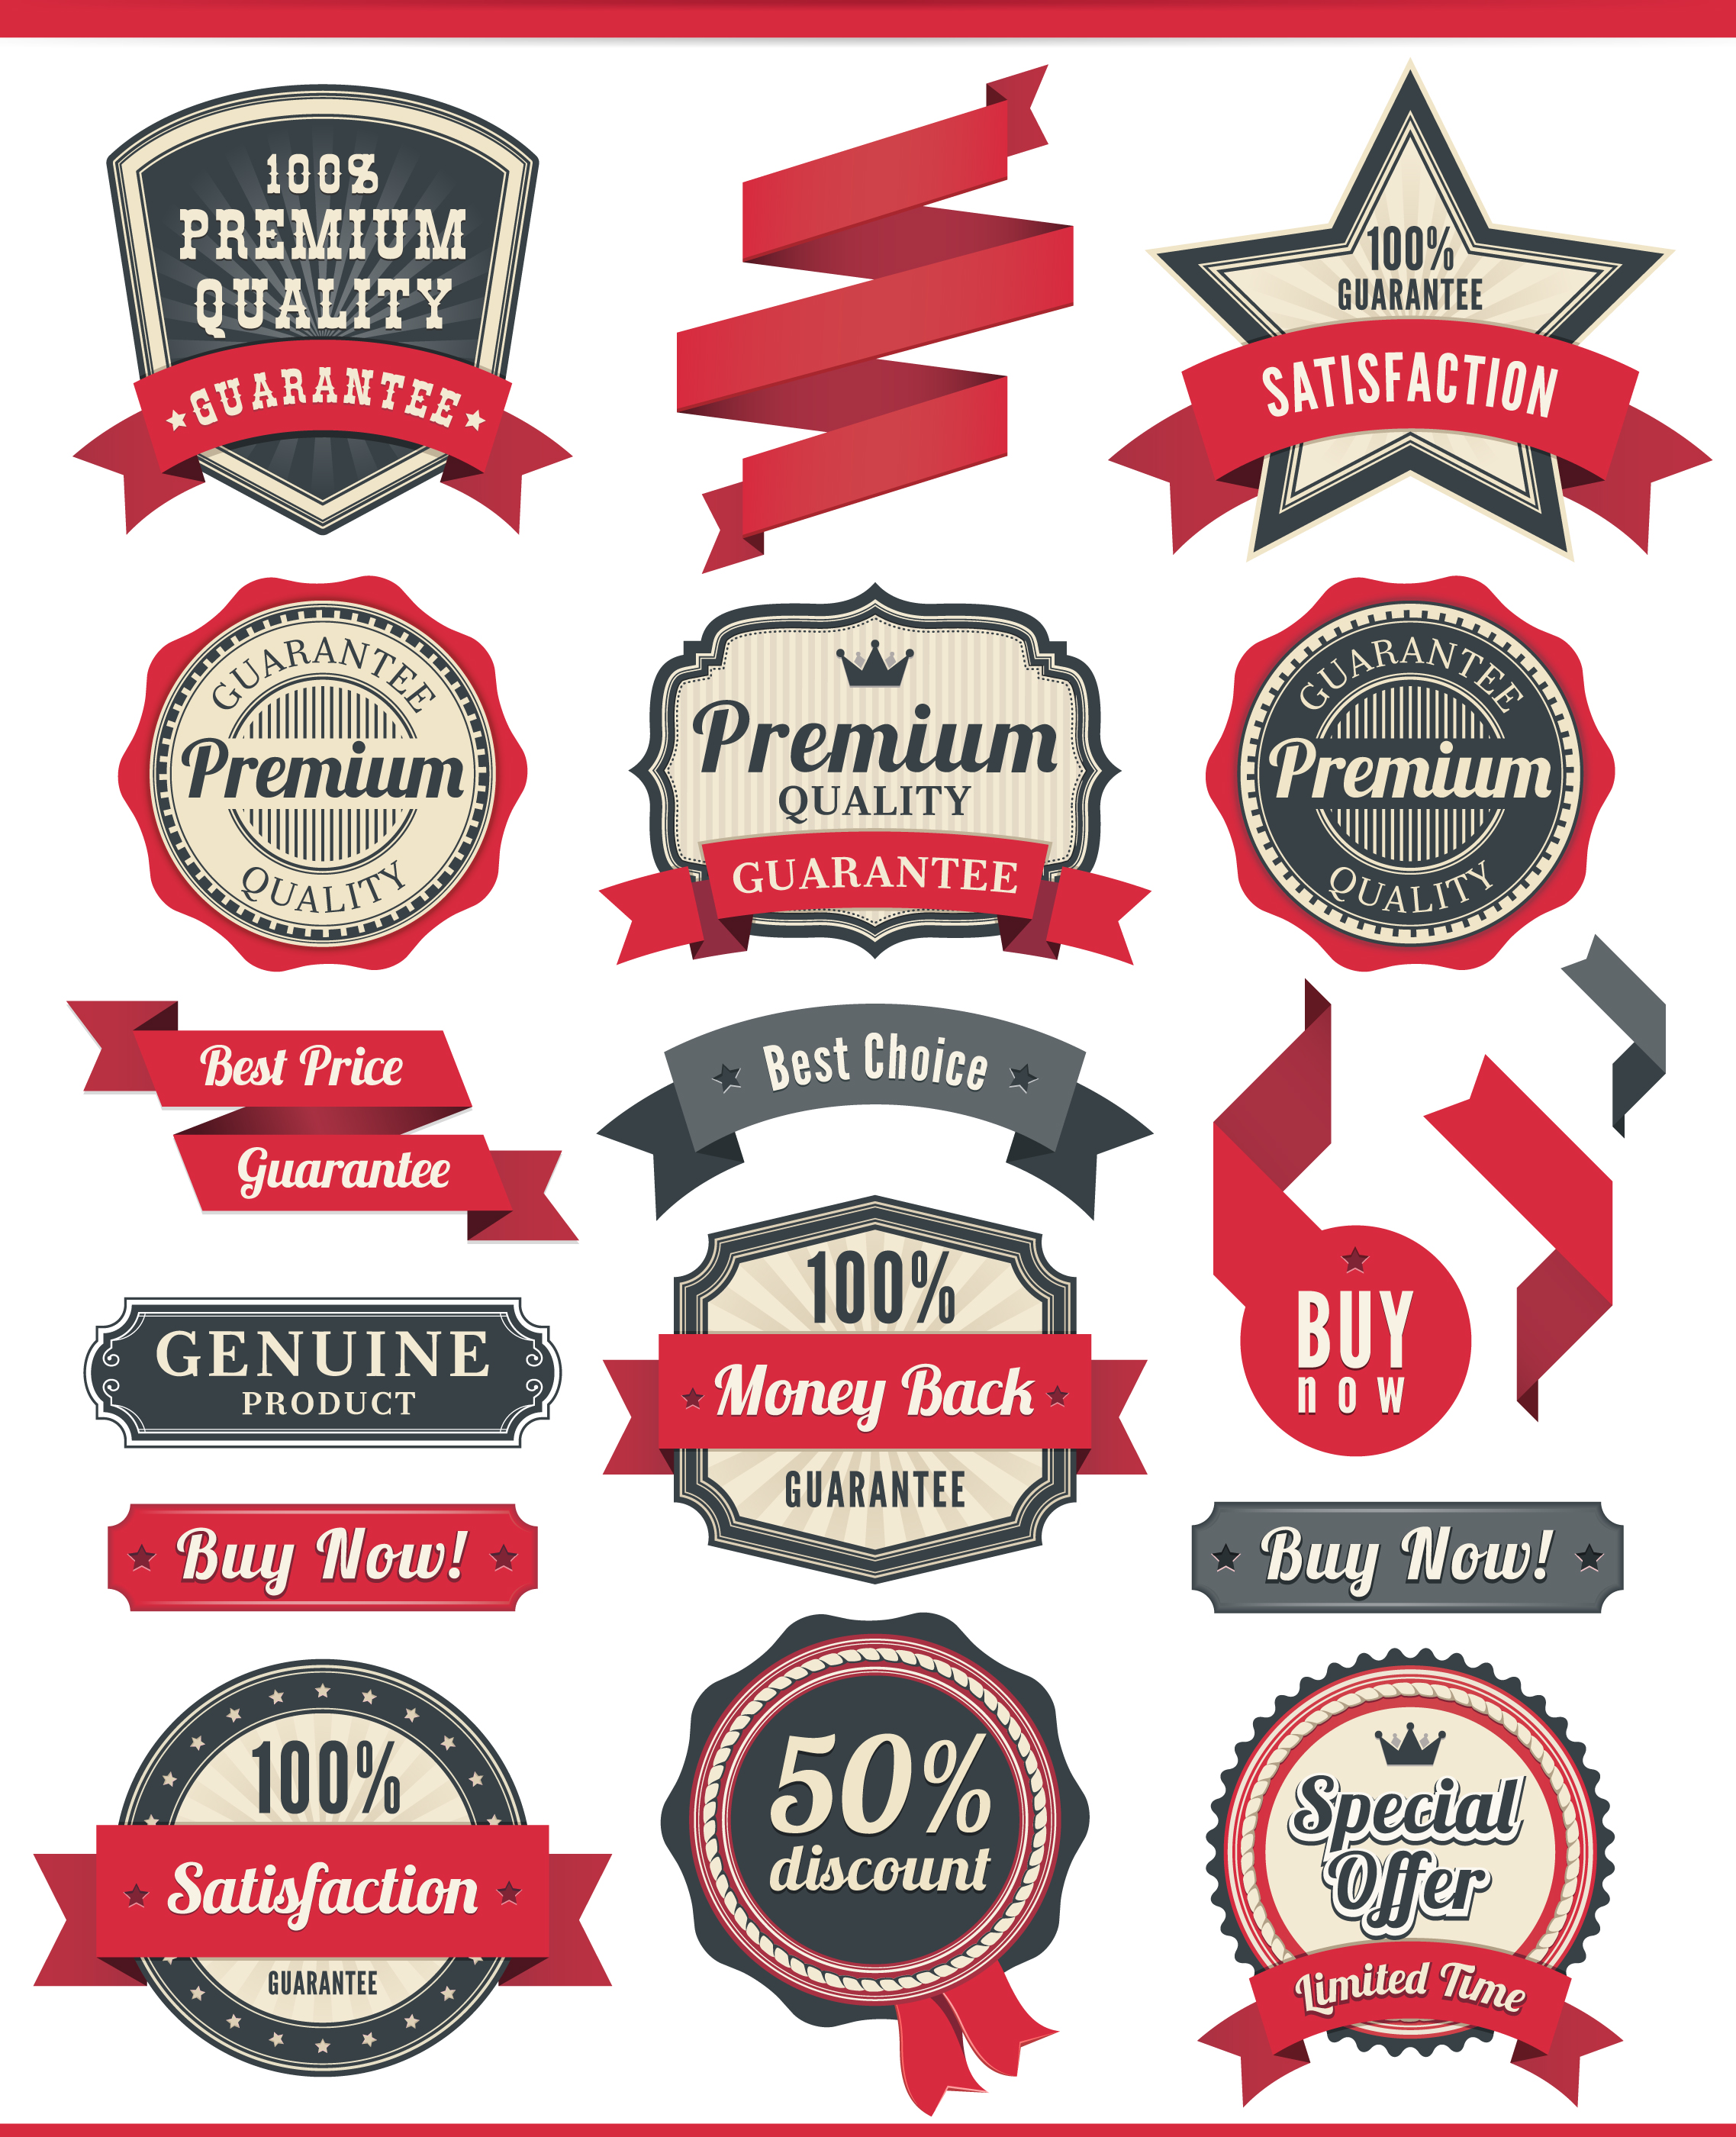 100%
PREMIUM
QUALITY
GUARANTEE
100%
GUARANTEE
SATISFACTION
GUARANTEE
Premium
QUALITY
Premium
QUALITY
GUARANTEE
GUARANTEE
Premium
QUALITY
Best Price
Guarantee
Best Choice
BUY
now
GENUINE
PRODUCT
100%
Money Back
GUARANTEE
Buy Now!
Buy Now!
100%
Satisfaction
GUARANTEE
50%
discount
Special
Offer
Limited Time